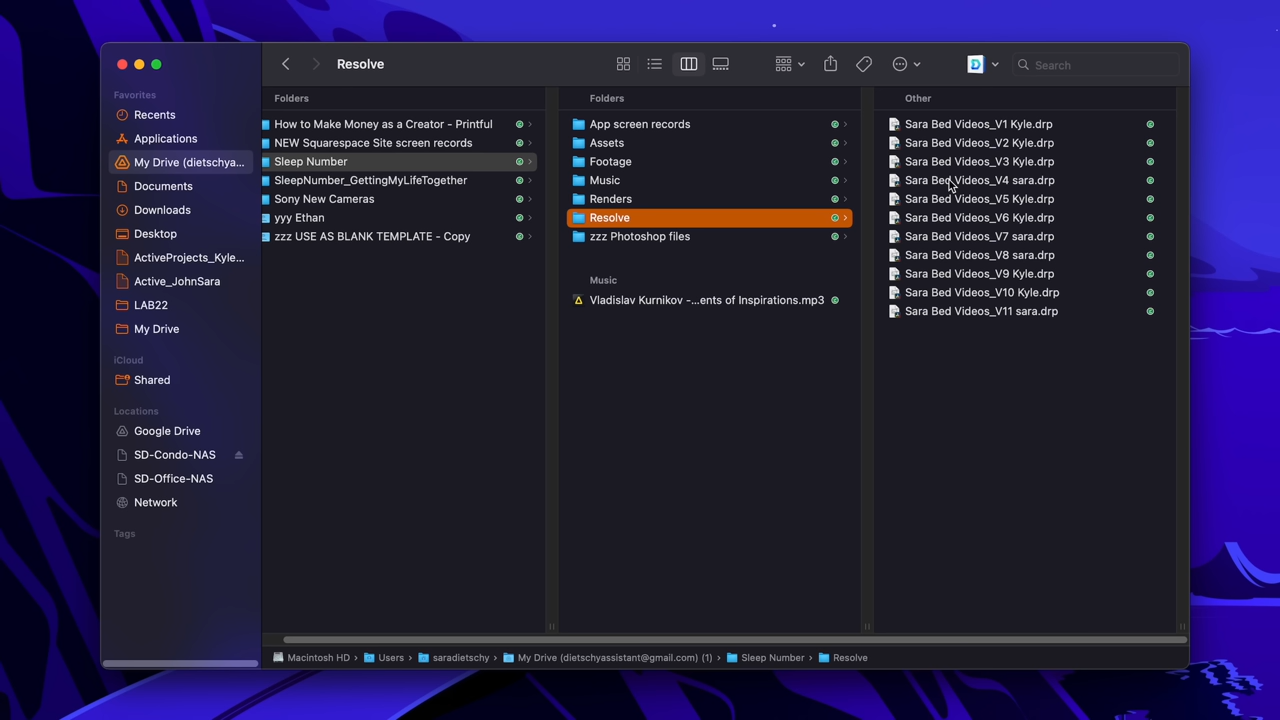 Resolve
Search
Favorites
Recents
Applications
My Drive (dietschya...
Documents
Downloads
Desktop
ActiveProjects_Kyle...
Active_JohnSara
LAB22
My Drive
iCloud
Shared
Locations
Google Drive
SD-Condo-NAS
SD-Office-NAS
Network
Tags
Folders
How to Make Money as a Creator - Printful
NEW Squarespace Site screen records
Sleep Number
SleepNumber_GettingMyLifeTogether
Sony New Cameras
yyy Ethan
zzz USE AS BLANK TEMPLATE - Copy
Folders
App screen records
Assets
Footage
Music
Renders
Resolve
zzz Photoshop files
Music
Vladislav Kurnikov -...ents of Inspirations.mp3
Other
Sara Bed Videos_V1 Kyle.drp
Sara Bed Videos_V2 Kyle.drp
Sara Bed Videos_V3 Kyle.drp
Sara Bed Videos_V4 sara.drp
Sara Bed Videos_V5 Kyle.drp
Sara Bed Videos_V6 Kyle.drp
Sara Bed Videos_V7 sara.drp
Sara Bed Videos_V8 sara.drp
Sara Bed Videos_V9 Kyle.drp
Sara Bed Videos_V10 Kyle.drp
Sara Bed Videos_V11 sara.drp
Macintosh HD › Users › saradietschy › My Drive (dietschyassistant@gmail.com) (1) › Sleep Number › Resolve